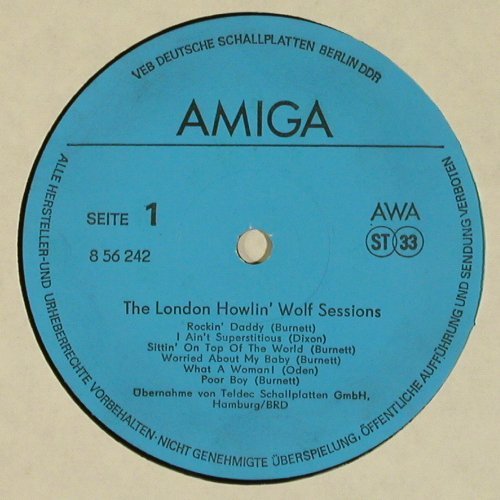 VEB DEUTSCHE SCHALLPLATTEN BERLIN DDR
AMIGA
SEITE 1
AWA
8 56 242
ST 33
The London Howlin' Wolf Sessions
Rockin' Daddy (Burnett)
I Ain't Superstitious (Dixon)
Sittin' On Top Of The World (Burnett)
Worried About My Baby (Burnett)
What A Woman! (Oden)
Poor Boy (Burnett)
Übernahme von Teldec Schallplatten GmbH,
Hamburg/BRD
ALLE HERSTELLER-UND URHEBERRECHTE VORBEHALTEN·NICHT GENEHMIGTE ÜBERSPIELUNG, ÖFFENTLICHE AUFFÜHRUNG UND SENDUNG VERBOTEN